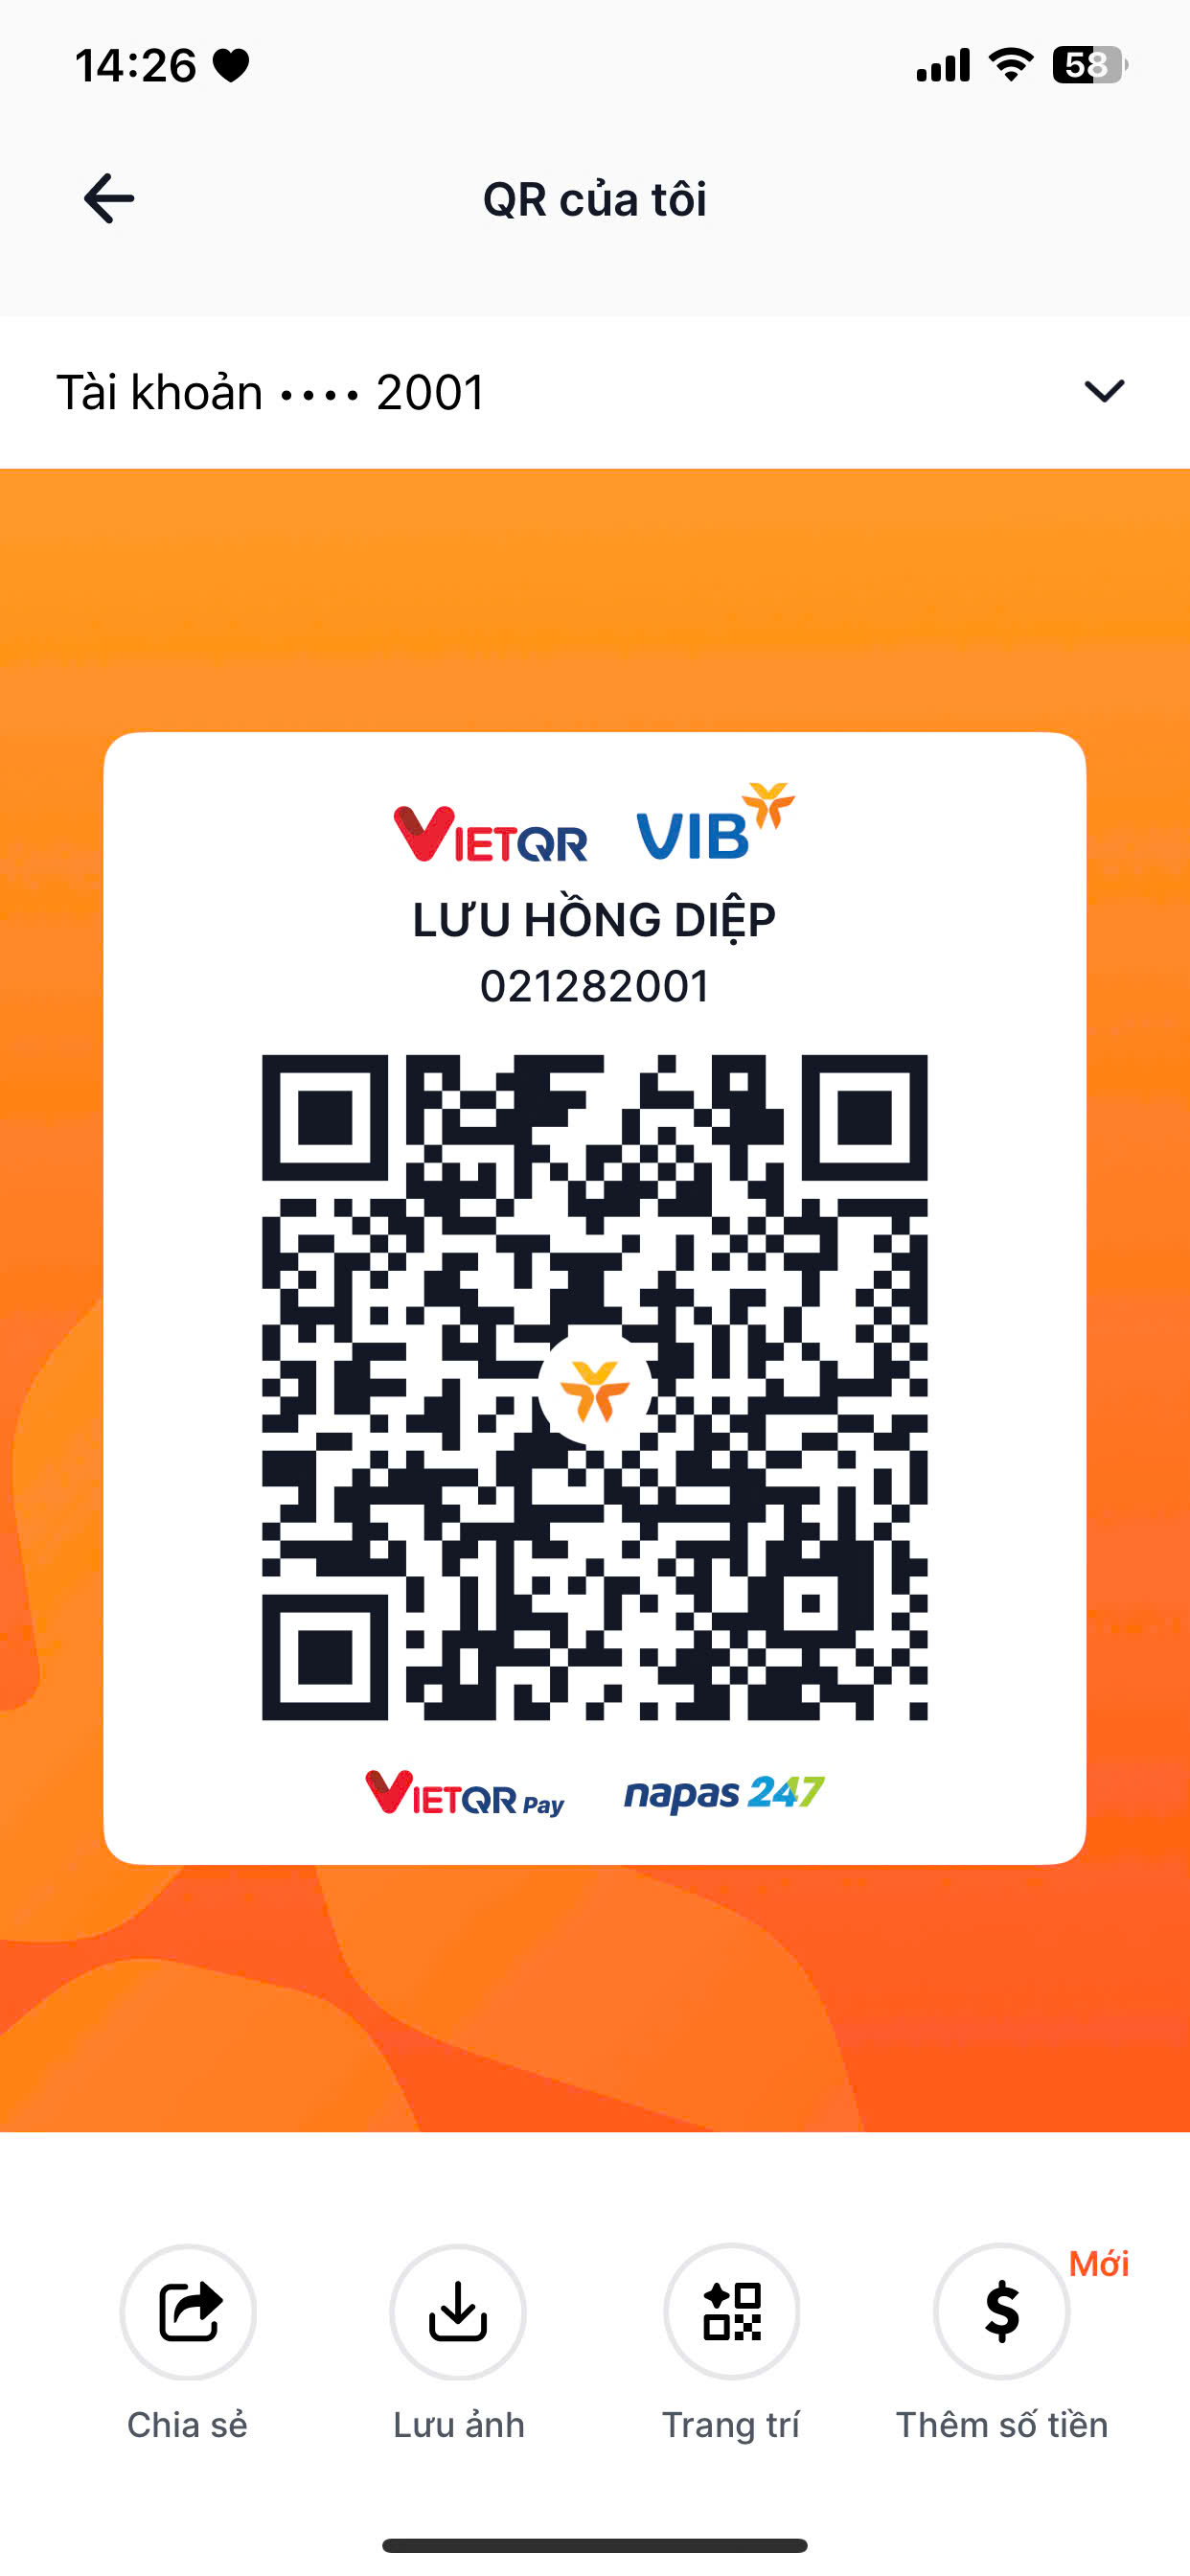 14:26
58
QR của tôi
Tài khoản •••• 2001
VIETQR VIB
LƯU HỒNG DIỆP
021282001
VIETQR Pay napas 247
Mới
Chia sẻ Lưu ảnh Trang trí Thêm số tiền